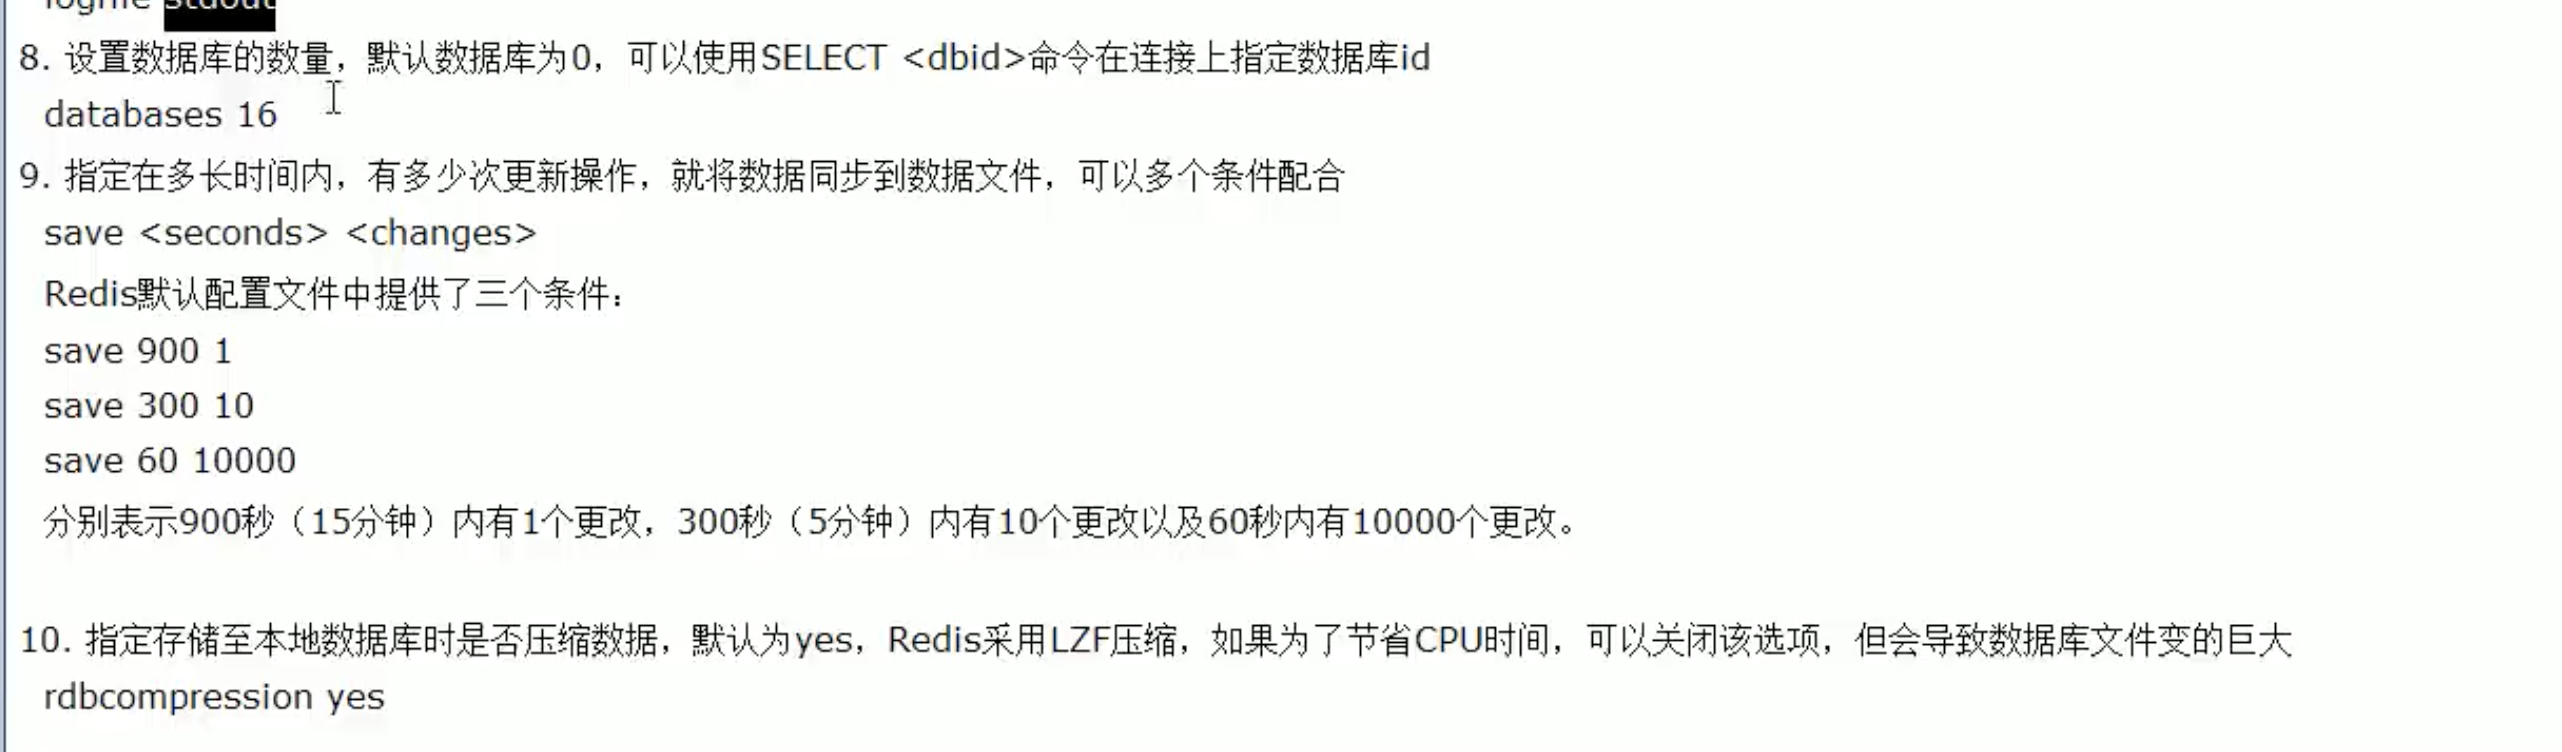 logfile stdout
8. 设置数据库的数量，默认数据库为0，可以使用SELECT <dbid>命令在连接上指定数据库id
databases 16
9. 指定在多长时间内，有多少次更新操作，就将数据同步到数据文件，可以多个条件配合
save <seconds> <changes>
Redis默认配置文件中提供了三个条件：
save 900 1
save 300 10
save 60 10000
分别表示900秒（15分钟）内有1个更改，300秒（5分钟）内有10个更改以及60秒内有10000个更改。
10. 指定存储至本地数据库时是否压缩数据，默认为yes，Redis采用LZF压缩，如果为了节省CPU时间，可以关闭该选项，但会导致数据库文件变的巨大
rdbcompression yes